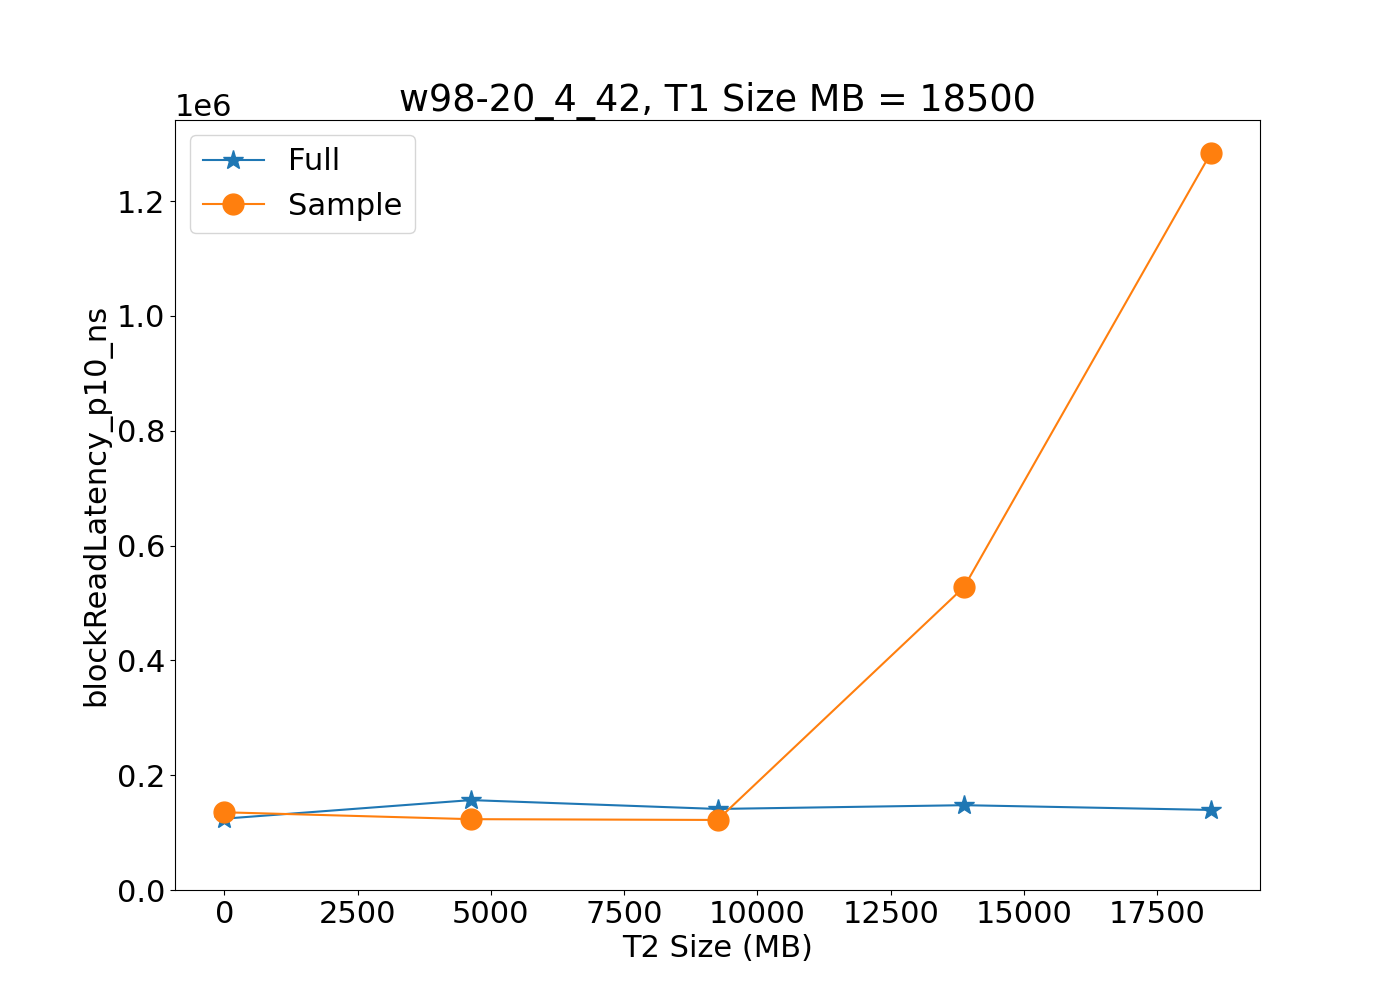 w98-20_4_42, T1 Size MB = 18500
1e6
Full
Sample
1.2
1.0
0.8
0.6
0.4
0.2
0.0
blockReadLatency_p10_ns
0 2500 5000 7500 10000 12500 15000 17500
T2 Size (MB)